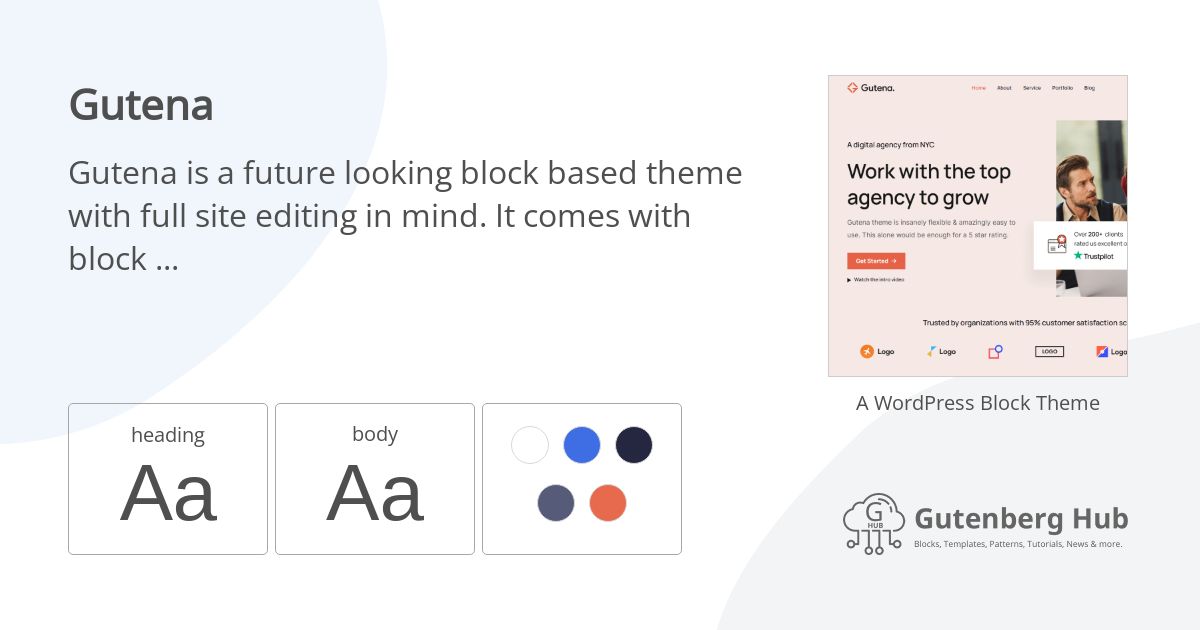 Gutena
Gutena is a future looking block based theme
with full site editing in mind. It comes with
block ...
heading
Aa
body
Aa
Gutena.
Home About Service Portfolio Blog
A digital agency from NYC
Work with the top
agency to grow
Gutena theme is insanely flexible & amazingly easy to
use. This alone would be enough for a 5 star rating.
Get Started →
Watch the intro video
Over 200+ clients
rated us excellent o
Trustpilot
Trusted by organizations with 95% customer satisfaction sc
Logo Logo LOGO Logo
A WordPress Block Theme
G
HUB
Gutenberg Hub
Blocks, Templates, Patterns, Tutorials, News & more.